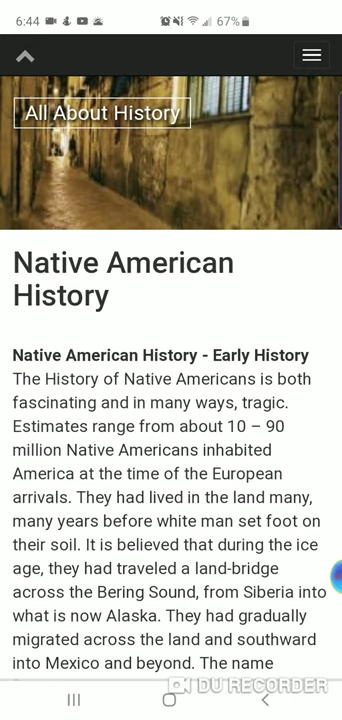 6:44 67%
All About History
Native American
History
Native American History - Early History
The History of Native Americans is both
fascinating and in many ways, tragic.
Estimates range from about 10 – 90
million Native Americans inhabited
America at the time of the European
arrivals. They had lived in the land many,
many years before white man set foot on
their soil. It is believed that during the ice
age, they had traveled a land-bridge
across the Bering Sound, from Siberia into
what is now Alaska. They had gradually
migrated across the land and southward
into Mexico and beyond. The name
DU RECORDER